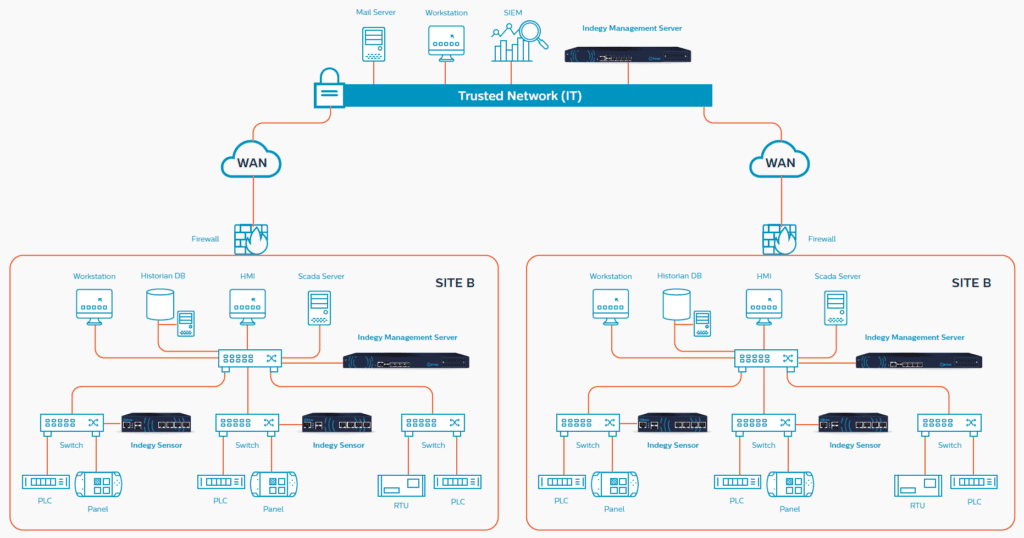 Mail Server
Workstation
SIEM
Indegy Management Server
Trusted Network (IT)
WAN
WAN
Firewall
Firewall
Workstation
Historian DB
HMI
Scada Server
SITE B
Indegy Management Server
Switch
Indegy Sensor
Switch
Indegy Sensor
Switch
PLC
Panel
PLC
Panel
RTU
PLC
Workstation
Historian DB
HMI
Scada Server
SITE B
Indegy Management Server
Switch
Indegy Sensor
Switch
Indegy Sensor
Switch
PLC
Panel
PLC
Panel
RTU
PLC